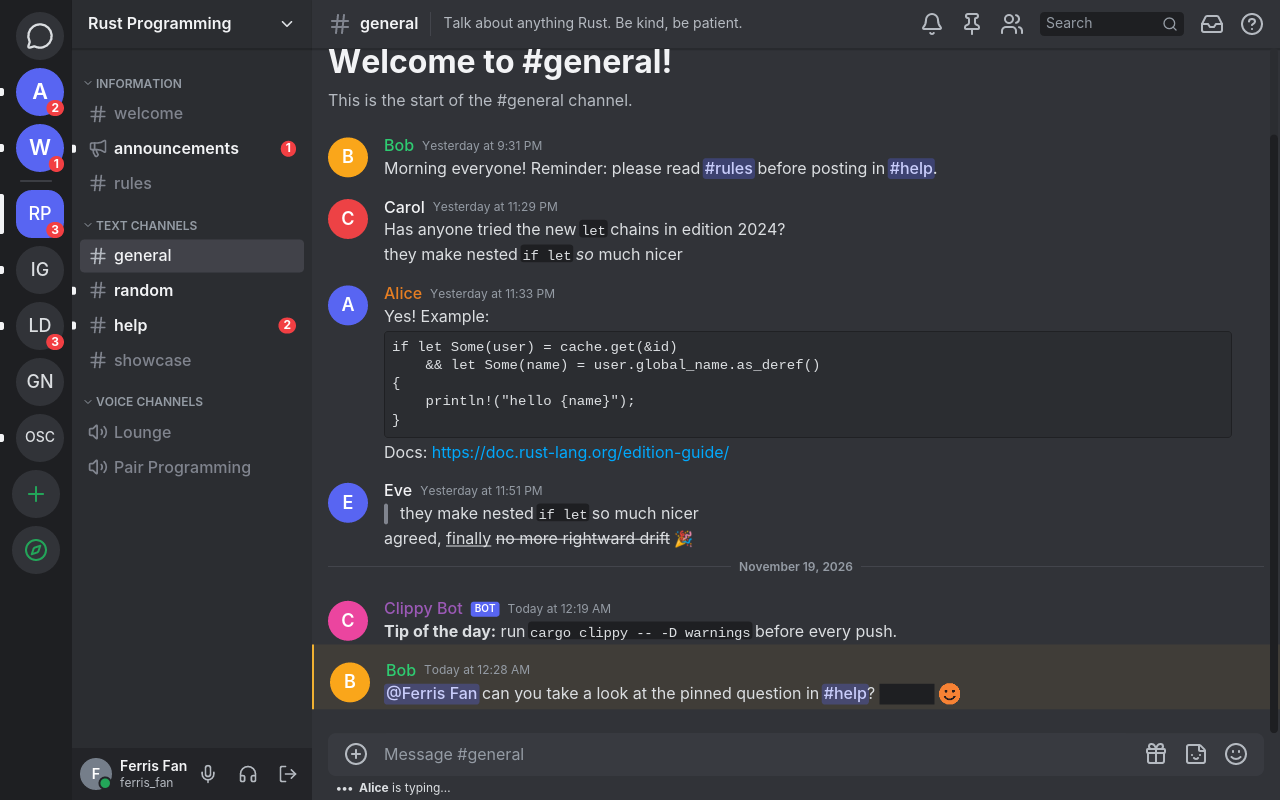 Rust Programming
general
Talk about anything Rust. Be kind, be patient.
Search
A
2
W
1
RP
3
IG
LD
3
GN
OSC
INFORMATION
welcome
announcements
1
rules
TEXT CHANNELS
general
random
help
2
showcase
VOICE CHANNELS
Lounge
Pair Programming
F
Ferris Fan
ferris_fan
Welcome to #general!
This is the start of the #general channel.
B
Bob Yesterday at 9:31 PM
Morning everyone! Reminder: please read #rules before posting in #help.
C
Carol Yesterday at 11:29 PM
Has anyone tried the new let chains in edition 2024?
they make nested if let so much nicer
A
Alice Yesterday at 11:33 PM
Yes! Example:
if let Some(user) = cache.get(&id)
    && let Some(name) = user.global_name.as_deref()
{
    println!("hello {name}");
}
Docs: https://doc.rust-lang.org/edition-guide/
E
Eve Yesterday at 11:51 PM
they make nested if let so much nicer
agreed, finally no more rightward drift 🎉
November 19, 2026
C
Clippy Bot BOT Today at 12:19 AM
Tip of the day: run cargo clippy -- -D warnings before every push.
B
Bob Today at 12:28 AM
@Ferris Fan can you take a look at the pinned question in #help?
Message #general
Alice is typing...